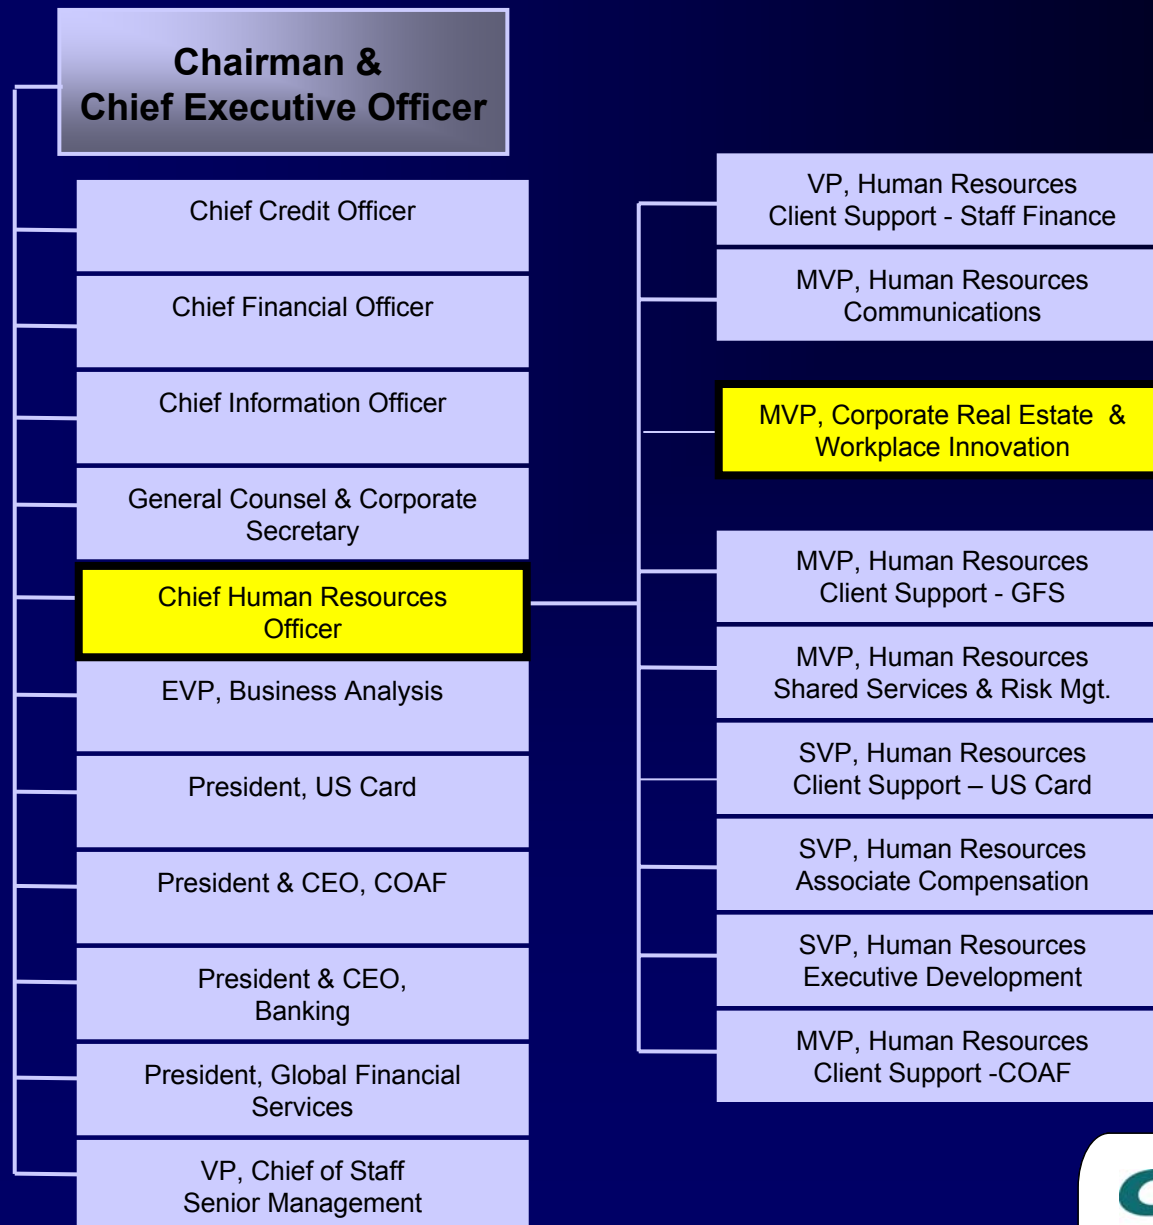 Chairman &
Chief Executive Officer
Chief Credit Officer
Chief Financial Officer
Chief Information Officer
General Counsel & Corporate
Secretary
Chief Human Resources
Officer
EVP, Business Analysis
President, US Card
President & CEO, COAF
President & CEO,
Banking
President, Global Financial
Services
VP, Chief of Staff
Senior Management
VP, Human Resources
Client Support - Staff Finance
MVP, Human Resources
Communications
MVP, Corporate Real Estate &
Workplace Innovation
MVP, Human Resources
Client Support - GFS
MVP, Human Resources
Shared Services & Risk Mgt.
SVP, Human Resources
Client Support – US Card
SVP, Human Resources
Associate Compensation
SVP, Human Resources
Executive Development
MVP, Human Resources
Client Support -COAF